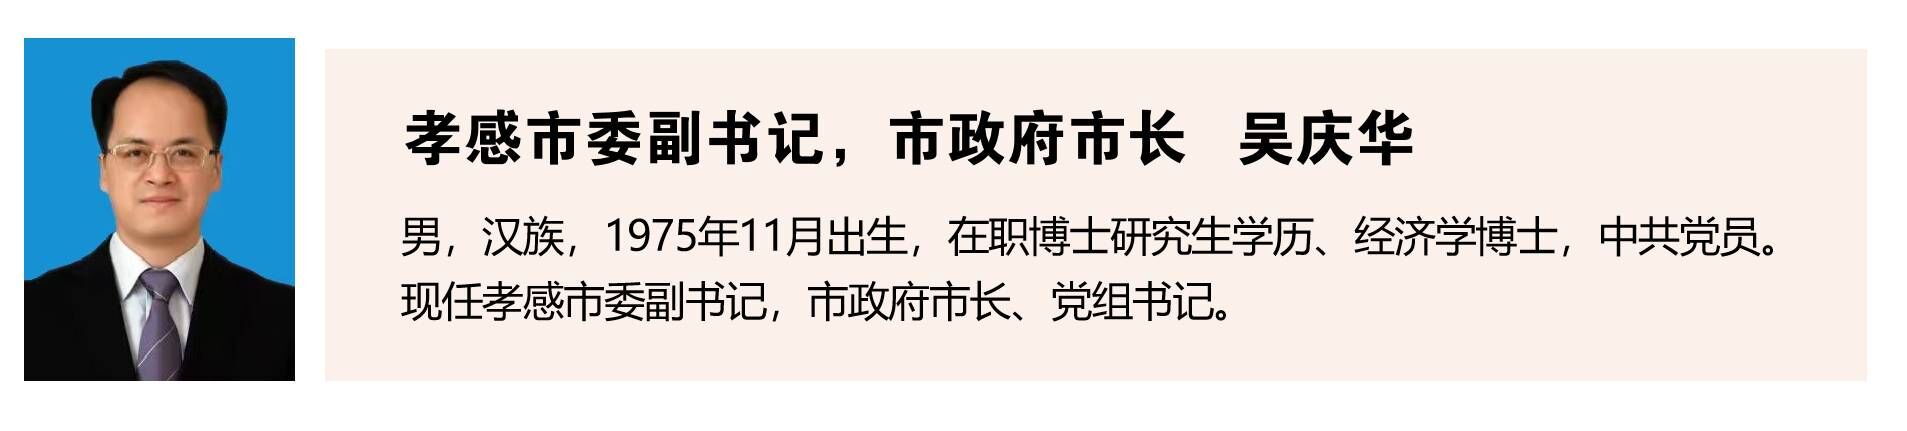 孝感市委副书记，市政府市长 吴庆华
男，汉族，1975年11月出生，在职博士研究生学历、经济学博士，中共党员。
现任孝感市委副书记，市政府市长、党组书记。